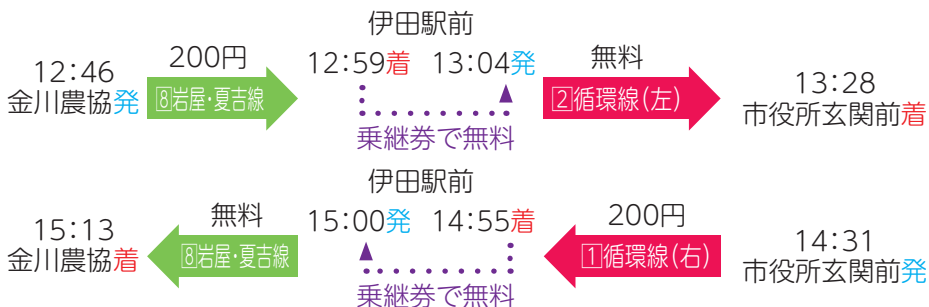 伊田駅前
12:46
金川農協発
200円
⑧岩屋・夏吉線
12:59着 13:04発
乗継券で無料
無料
②循環線(左)
13:28
市役所玄関前着
伊田駅前
15:13
金川農協着
無料
⑧岩屋・夏吉線
15:00発 14:55着
乗継券で無料
200円
①循環線(右)
14:31
市役所玄関前発